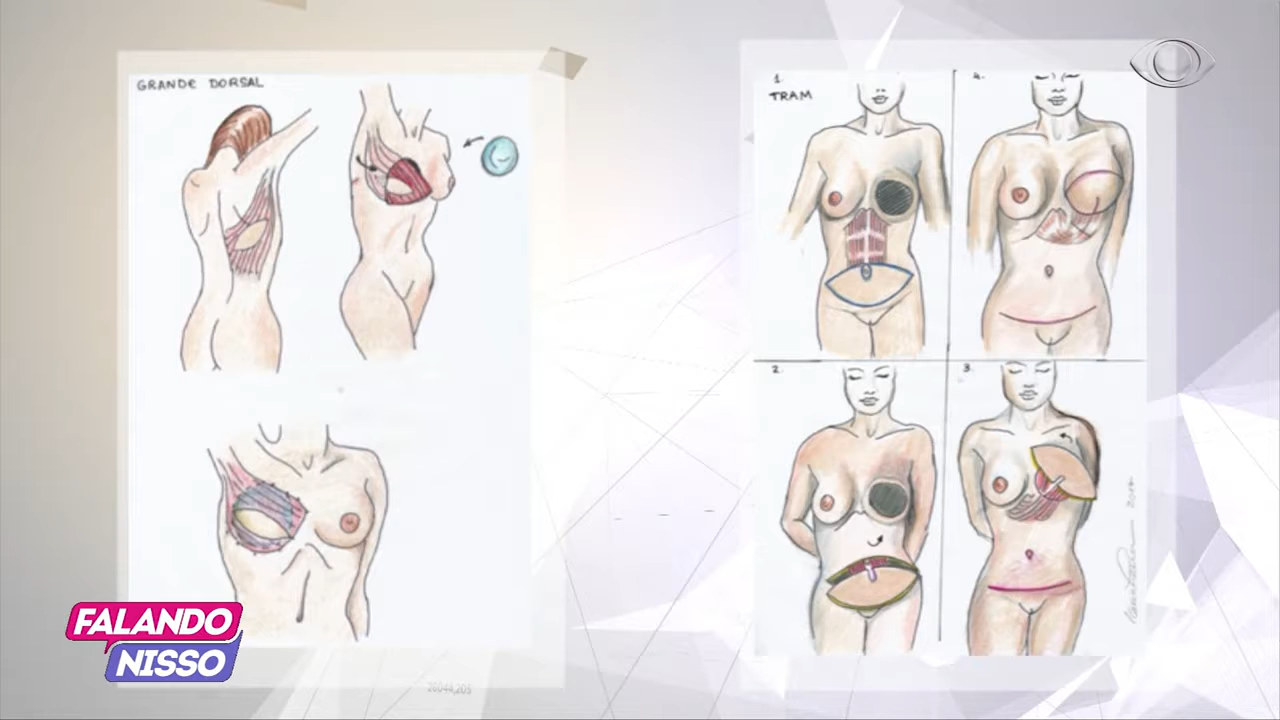 GRANDE DORSAL
1.
TRAM
4.
2.
3.
FALANDO
NISSO